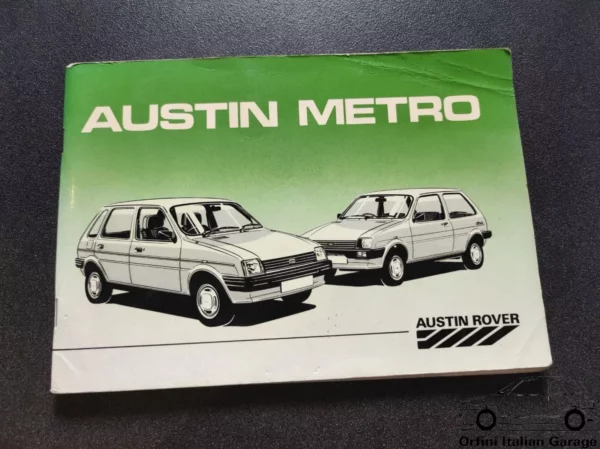 AUSTIN METRO
AUSTIN ROVER
Orfini Italian Garage